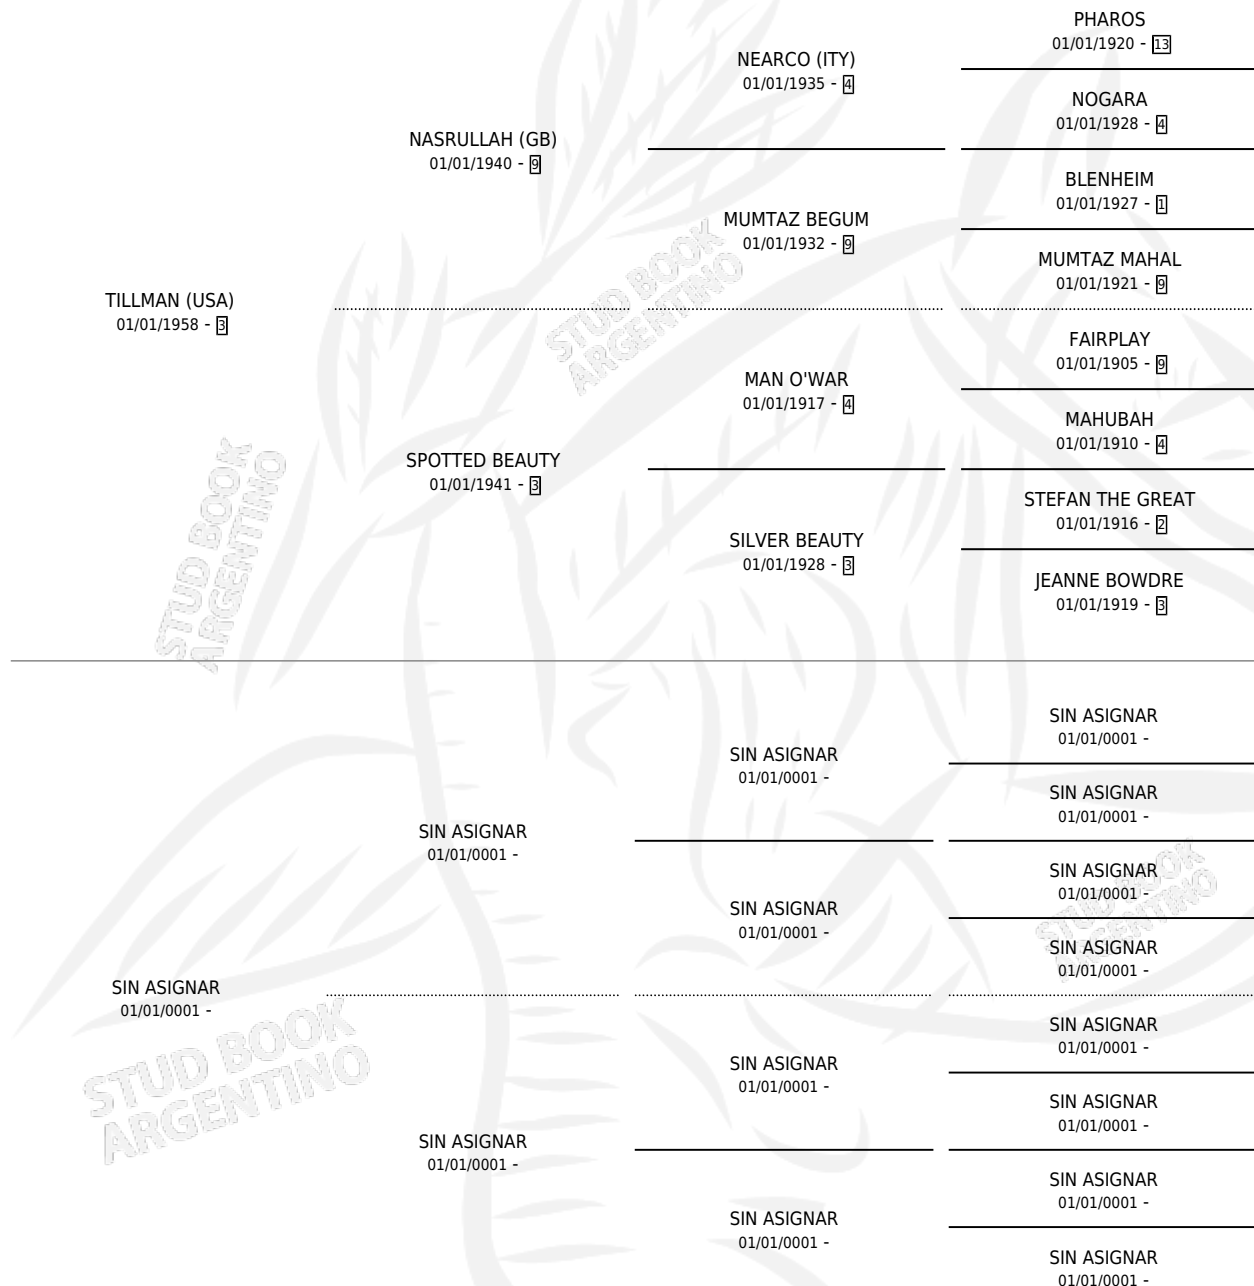 PHAROS
01/01/1920 - 13
NEARCO (ITY)
01/01/1935 - 4
NOGARA
01/01/1928 - 4
NASRULLAH (GB)
01/01/1940 - 9
BLENHEIM
01/01/1927 - 1
MUMTAZ BEGUM
01/01/1932 - 9
MUMTAZ MAHAL
01/01/1921 - 9
TILLMAN (USA)
01/01/1958 - 3
STUD BOOK
ARGENTINO
FAIRPLAY
01/01/1905 - 9
MAN O'WAR
01/01/1917 - 4
MAHUBAH
01/01/1910 - 4
SPOTTED BEAUTY
01/01/1941 - 3
STUD BOOK
ARGENTINO
STEFAN THE GREAT
01/01/1916 - 2
SILVER BEAUTY
01/01/1928 - 3
JEANNE BOWDRE
01/01/1919 - 3
SIN ASIGNAR
01/01/0001 -
SIN ASIGNAR
01/01/0001 -
SIN ASIGNAR
01/01/0001 -
SIN ASIGNAR
01/01/0001 -
SIN ASIGNAR
01/01/0001 -
STUD BOOK
ARGENTINO
SIN ASIGNAR
01/01/0001 -
SIN ASIGNAR
01/01/0001 -
SIN ASIGNAR
01/01/0001 -
STUD BOOK
ARGENTINO
SIN ASIGNAR
01/01/0001 -
SIN ASIGNAR
01/01/0001 -
SIN ASIGNAR
01/01/0001 -
SIN ASIGNAR
01/01/0001 -
SIN ASIGNAR
01/01/0001 -
SIN ASIGNAR
01/01/0001 -
SIN ASIGNAR
01/01/0001 -